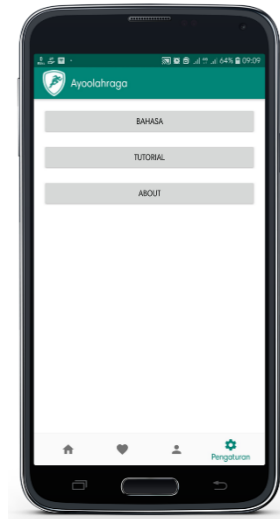 64% 09:09
Ayoolahraga
BAHASA
TUTORIAL
ABOUT
Pengaturan